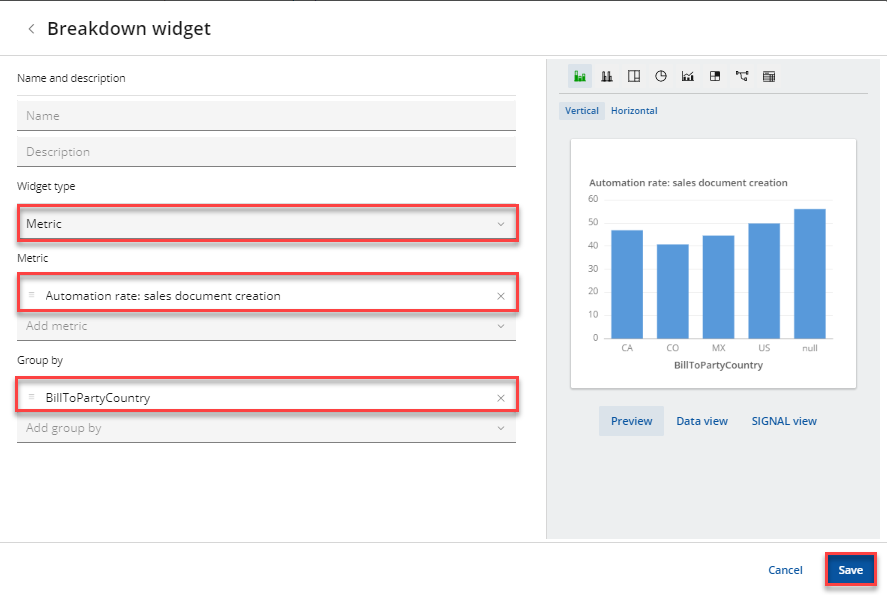 Breakdown widget
Name and description
Name
Description
Widget type
Metric
Metric
Automation rate: sales document creation
Add metric
Group by
BillToPartyCountry
Add group by
Vertical Horizontal
Automation rate: sales document creation
60
50
40
30
20
10
0
CA CO MX US null
BillToPartyCountry
Preview Data view SIGNAL view
Cancel Save